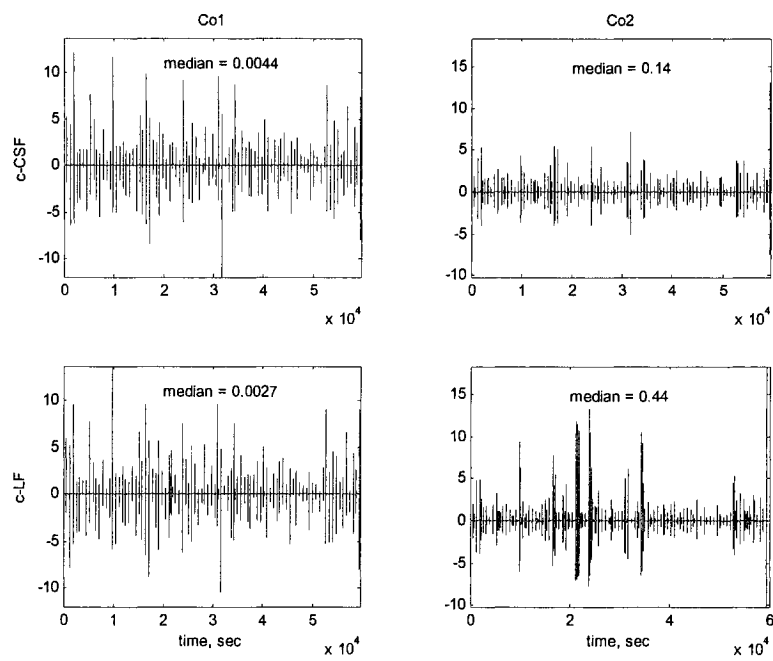 Co1
Co2
median = 0.0044
c-CSF
10
5
0
-5
-10
0 1 2 3 4 5
x 10^4
median = 0.14
15
10
5
0
-5
-10
0 2 4 6
x 10^4
median = 0.0027
c-LF
10
5
0
-5
-10
0 1 2 3 4 5
time, sec
x 10^4
median = 0.44
15
10
5
0
-5
-10
0 1 2 3 4 5 6
time, sec
x 10^4